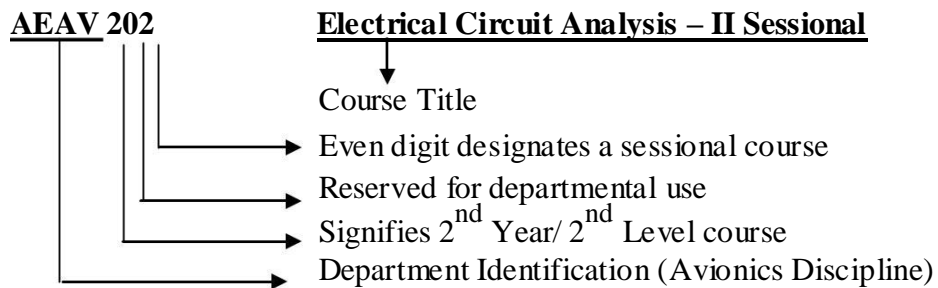 AEAV 202 Electrical Circuit Analysis – II Sessional
Course Title
Even digit designates a sessional course
Reserved for departmental use
Signifies 2nd Year/ 2nd Level course
Department Identification (Avionics Discipline)